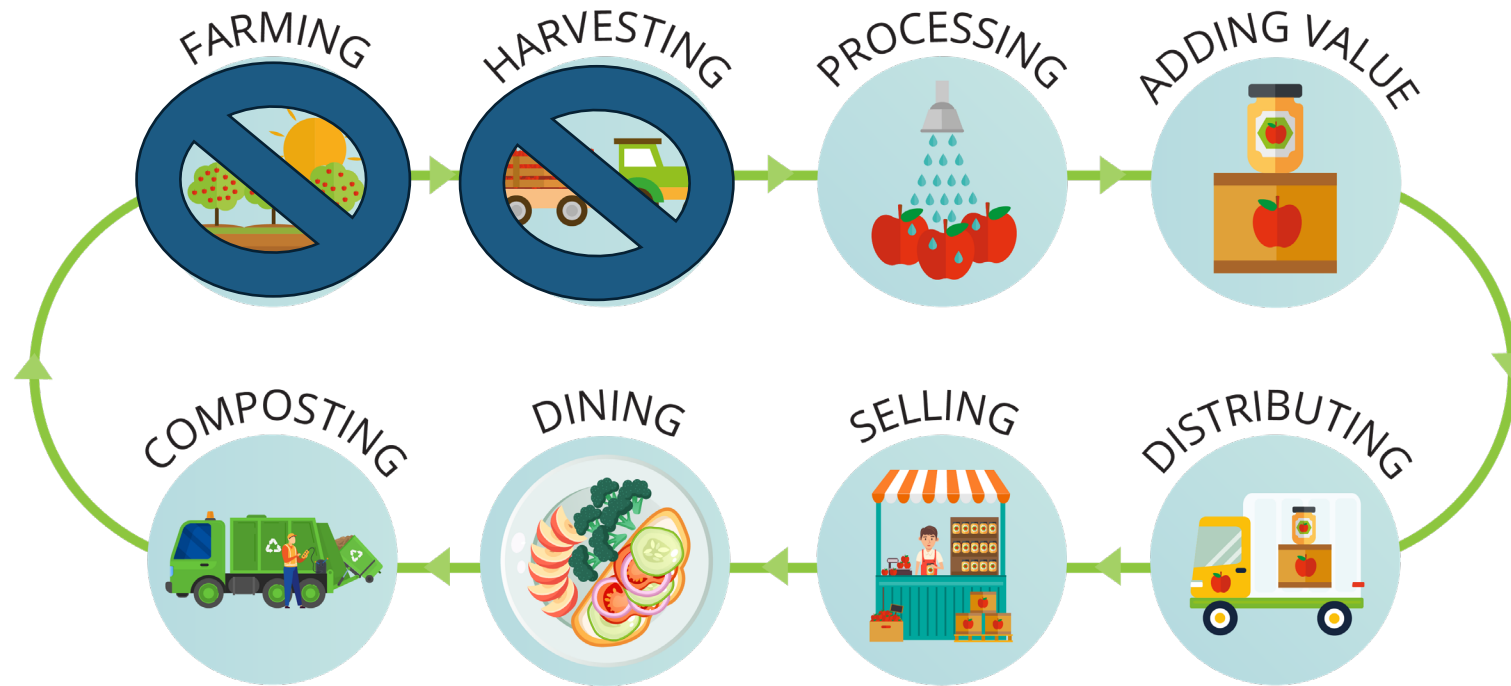 FARMING
HARVESTING
PROCESSING
ADDING VALUE
DISTRIBUTING
SELLING
DINING
COMPOSTING